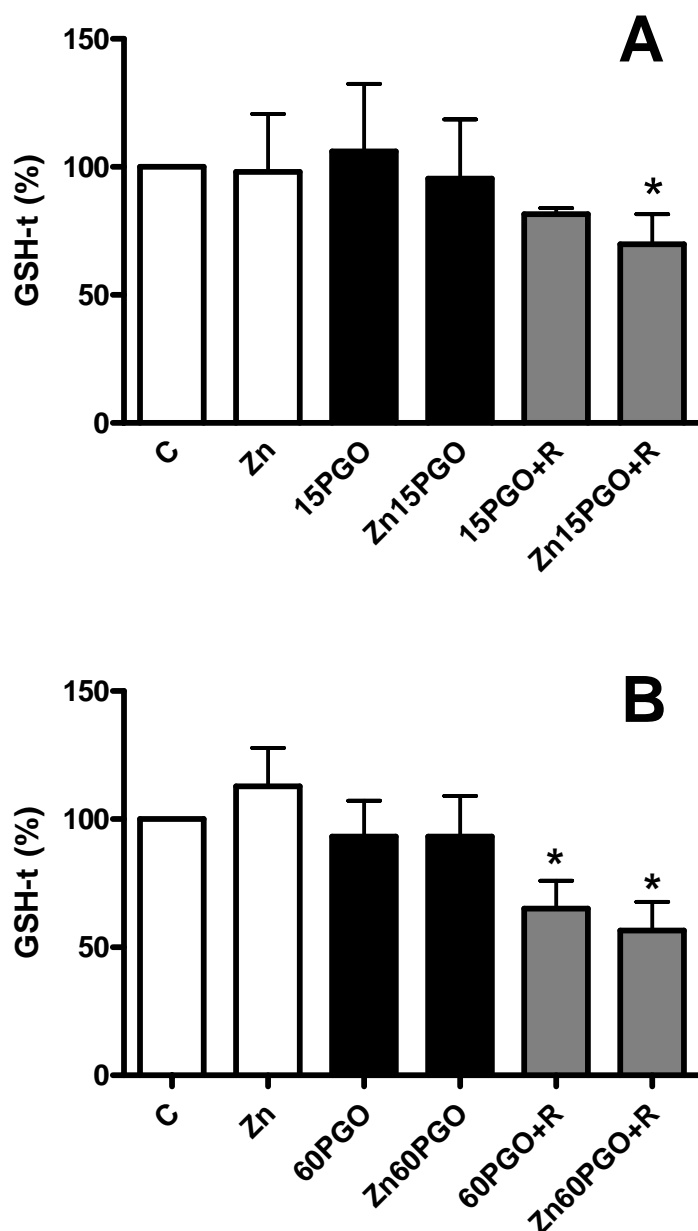 A
150
100
50
0
GSH-t (%)
*
C
Zn
15PGO
Zn15PGO
15PGO+R
Zn15PGO+R
B
150
100
50
0
GSH-t (%)
*
*
C
Zn
60PGO
Zn60PGO
60PGO+R
Zn60PGO+R